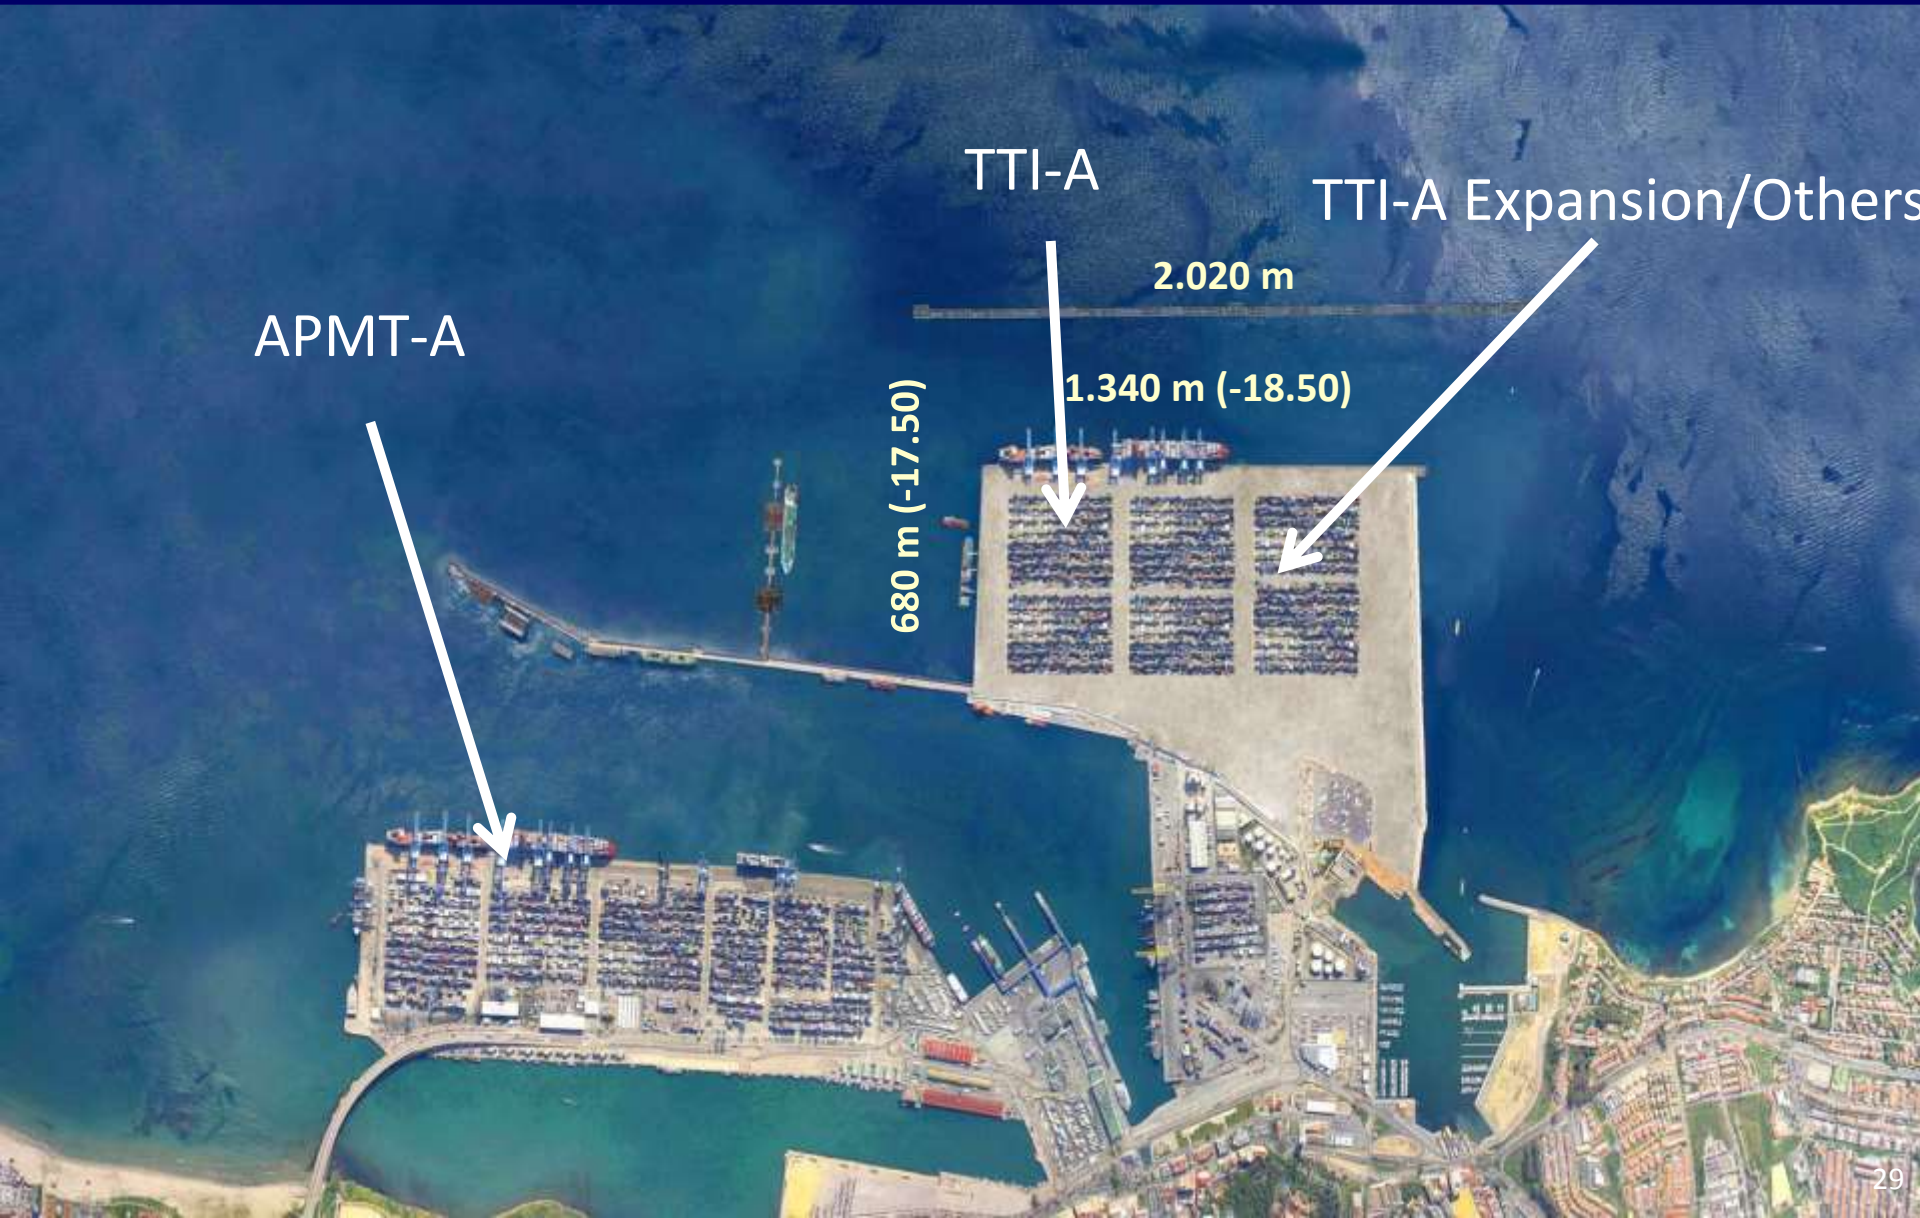 TTI-A
TTI-A Expansion/Others
2.020 m
APMT-A
1.340 m (-18.50)
680 m (-17.50)
29